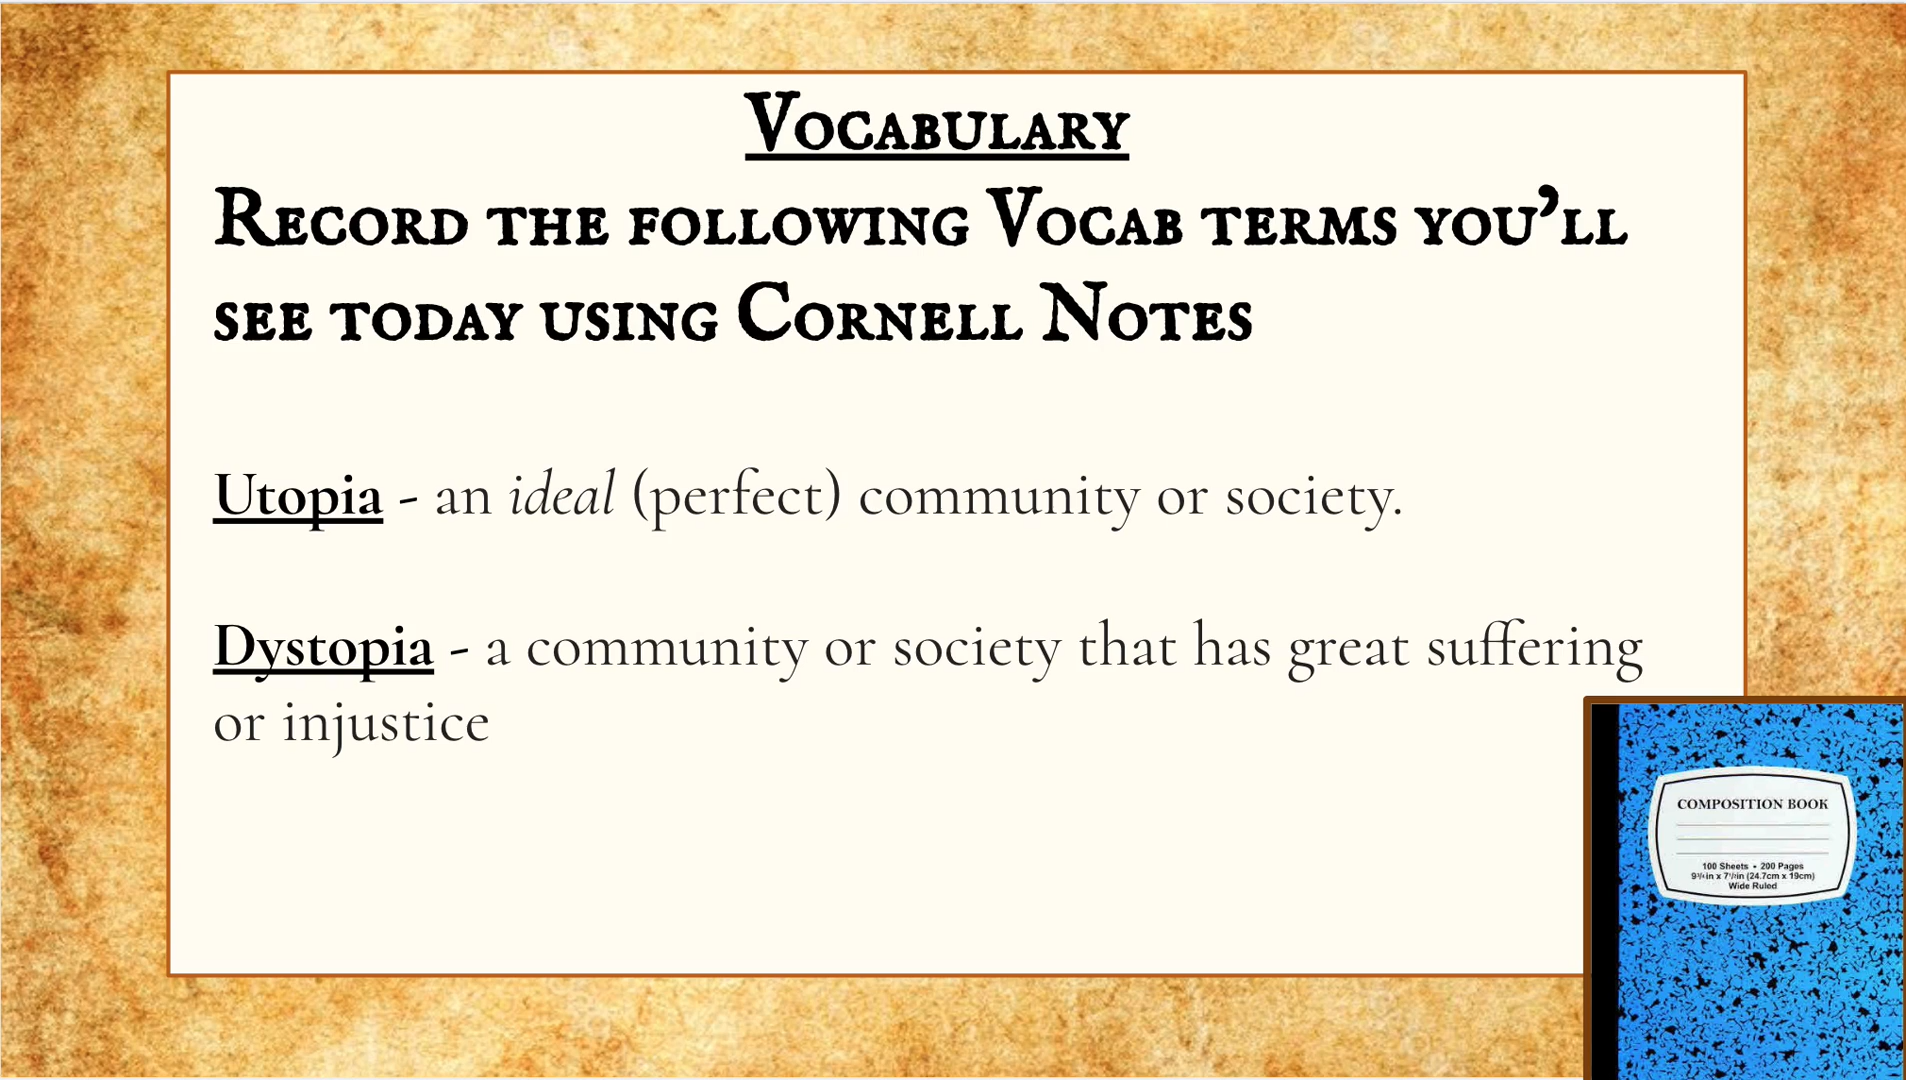 Vocabulary
Record the following Vocab terms you’ll
see today using Cornell Notes
Utopia - an ideal (perfect) community or society.
Dystopia - a community or society that has great suffering
or injustice
COMPOSITION BOOK
100 Sheets • 200 Pages
9¾ in x 7½ in (24.7cm x 19cm)
Wide Ruled